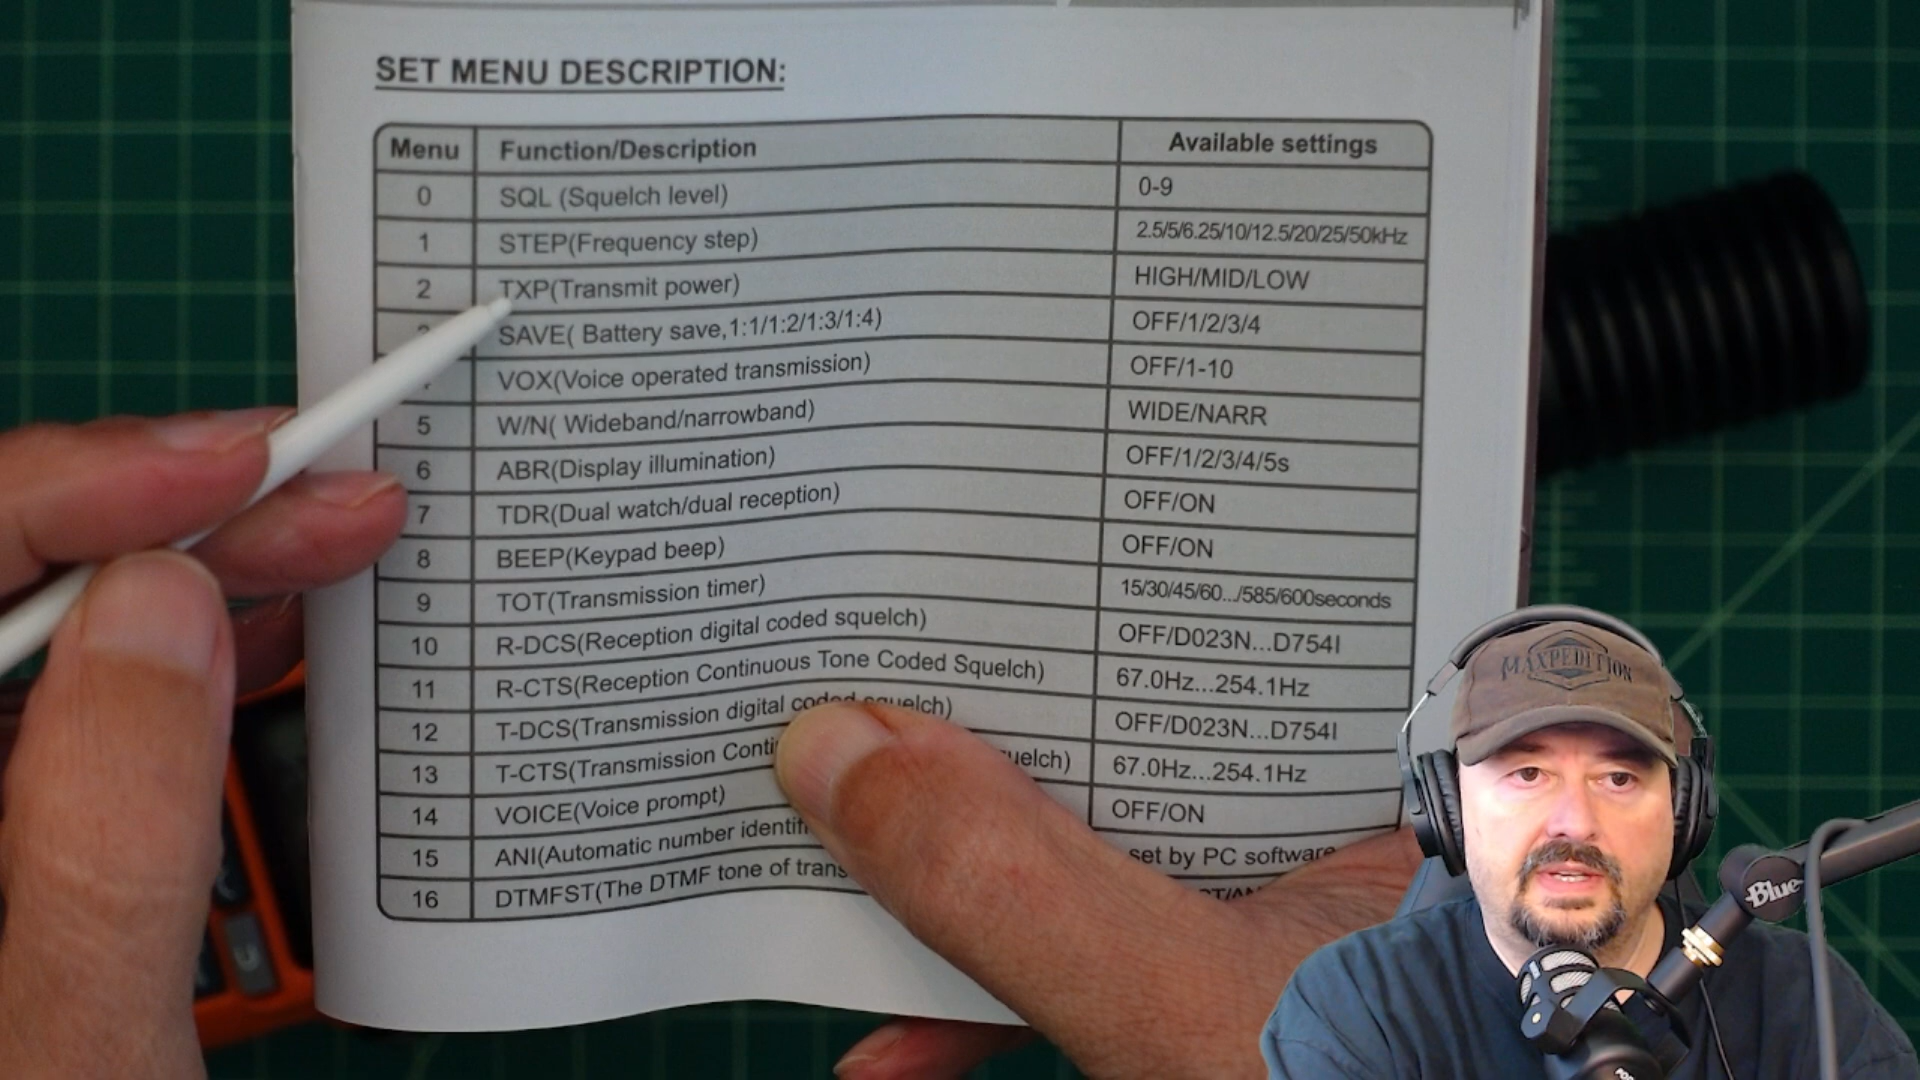 SET MENU DESCRIPTION:
Menu Function/Description Available settings
0 SQL (Squelch level) 0-9
1 STEP(Frequency step) 2.5/5/6.25/10/12.5/20/25/50kHz
2 TXP(Transmit power) HIGH/MID/LOW
SAVE( Battery save,1:1/1:2/1:3/1:4) OFF/1/2/3/4
VOX(Voice operated transmission) OFF/1-10
5 W/N( Wideband/narrowband) WIDE/NARR
6 ABR(Display illumination) OFF/1/2/3/4/5s
7 TDR(Dual watch/dual reception) OFF/ON
8 BEEP(Keypad beep) OFF/ON
9 TOT(Transmission timer) 15/30/45/60.../585/600seconds
10 R-DCS(Reception digital coded squelch) OFF/D023N...D754I
11 R-CTS(Reception Continuous Tone Coded Squelch) 67.0Hz...254.1Hz
12 T-DCS(Transmission digital coded squelch) OFF/D023N...D754I
13 T-CTS(Transmission 67.0Hz...254.1Hz
14 VOICE(Voice prompt) OFF/ON
15 ANI(Automatic number set by PC software
16 DTMFST(The DTMF tone of
MAXPEDITION
Blue